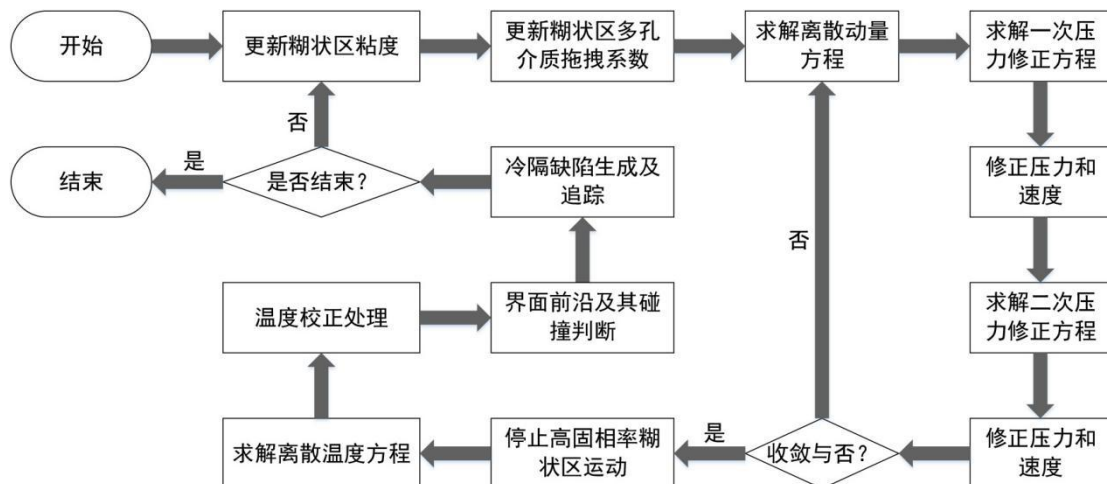 开始
更新糊状区粘度
更新糊状区多孔
介质拖拽系数
求解离散动量
方程
求解一次压
力修正方程
否
结束
是
是否结束？
冷隔缺陷生成及
追踪
修正压力和
速度
否
温度校正处理
界面前沿及其碰
撞判断
求解二次压
力修正方程
求解离散温度方程
停止高固相率糊
状区运动
是
收敛与否？
修正压力和
速度